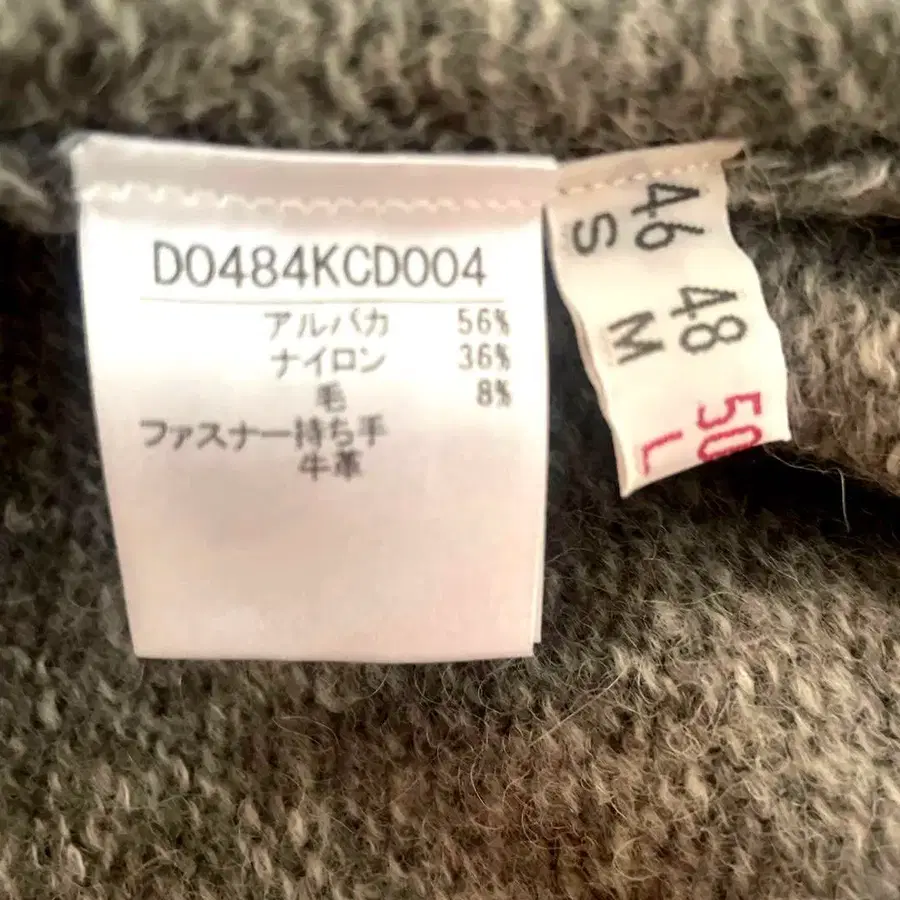 D0484KCD004
アルパカ 56%
ナイロン 36%
毛 8%
ファスナー持ち手
牛革
46 48 50
S M L